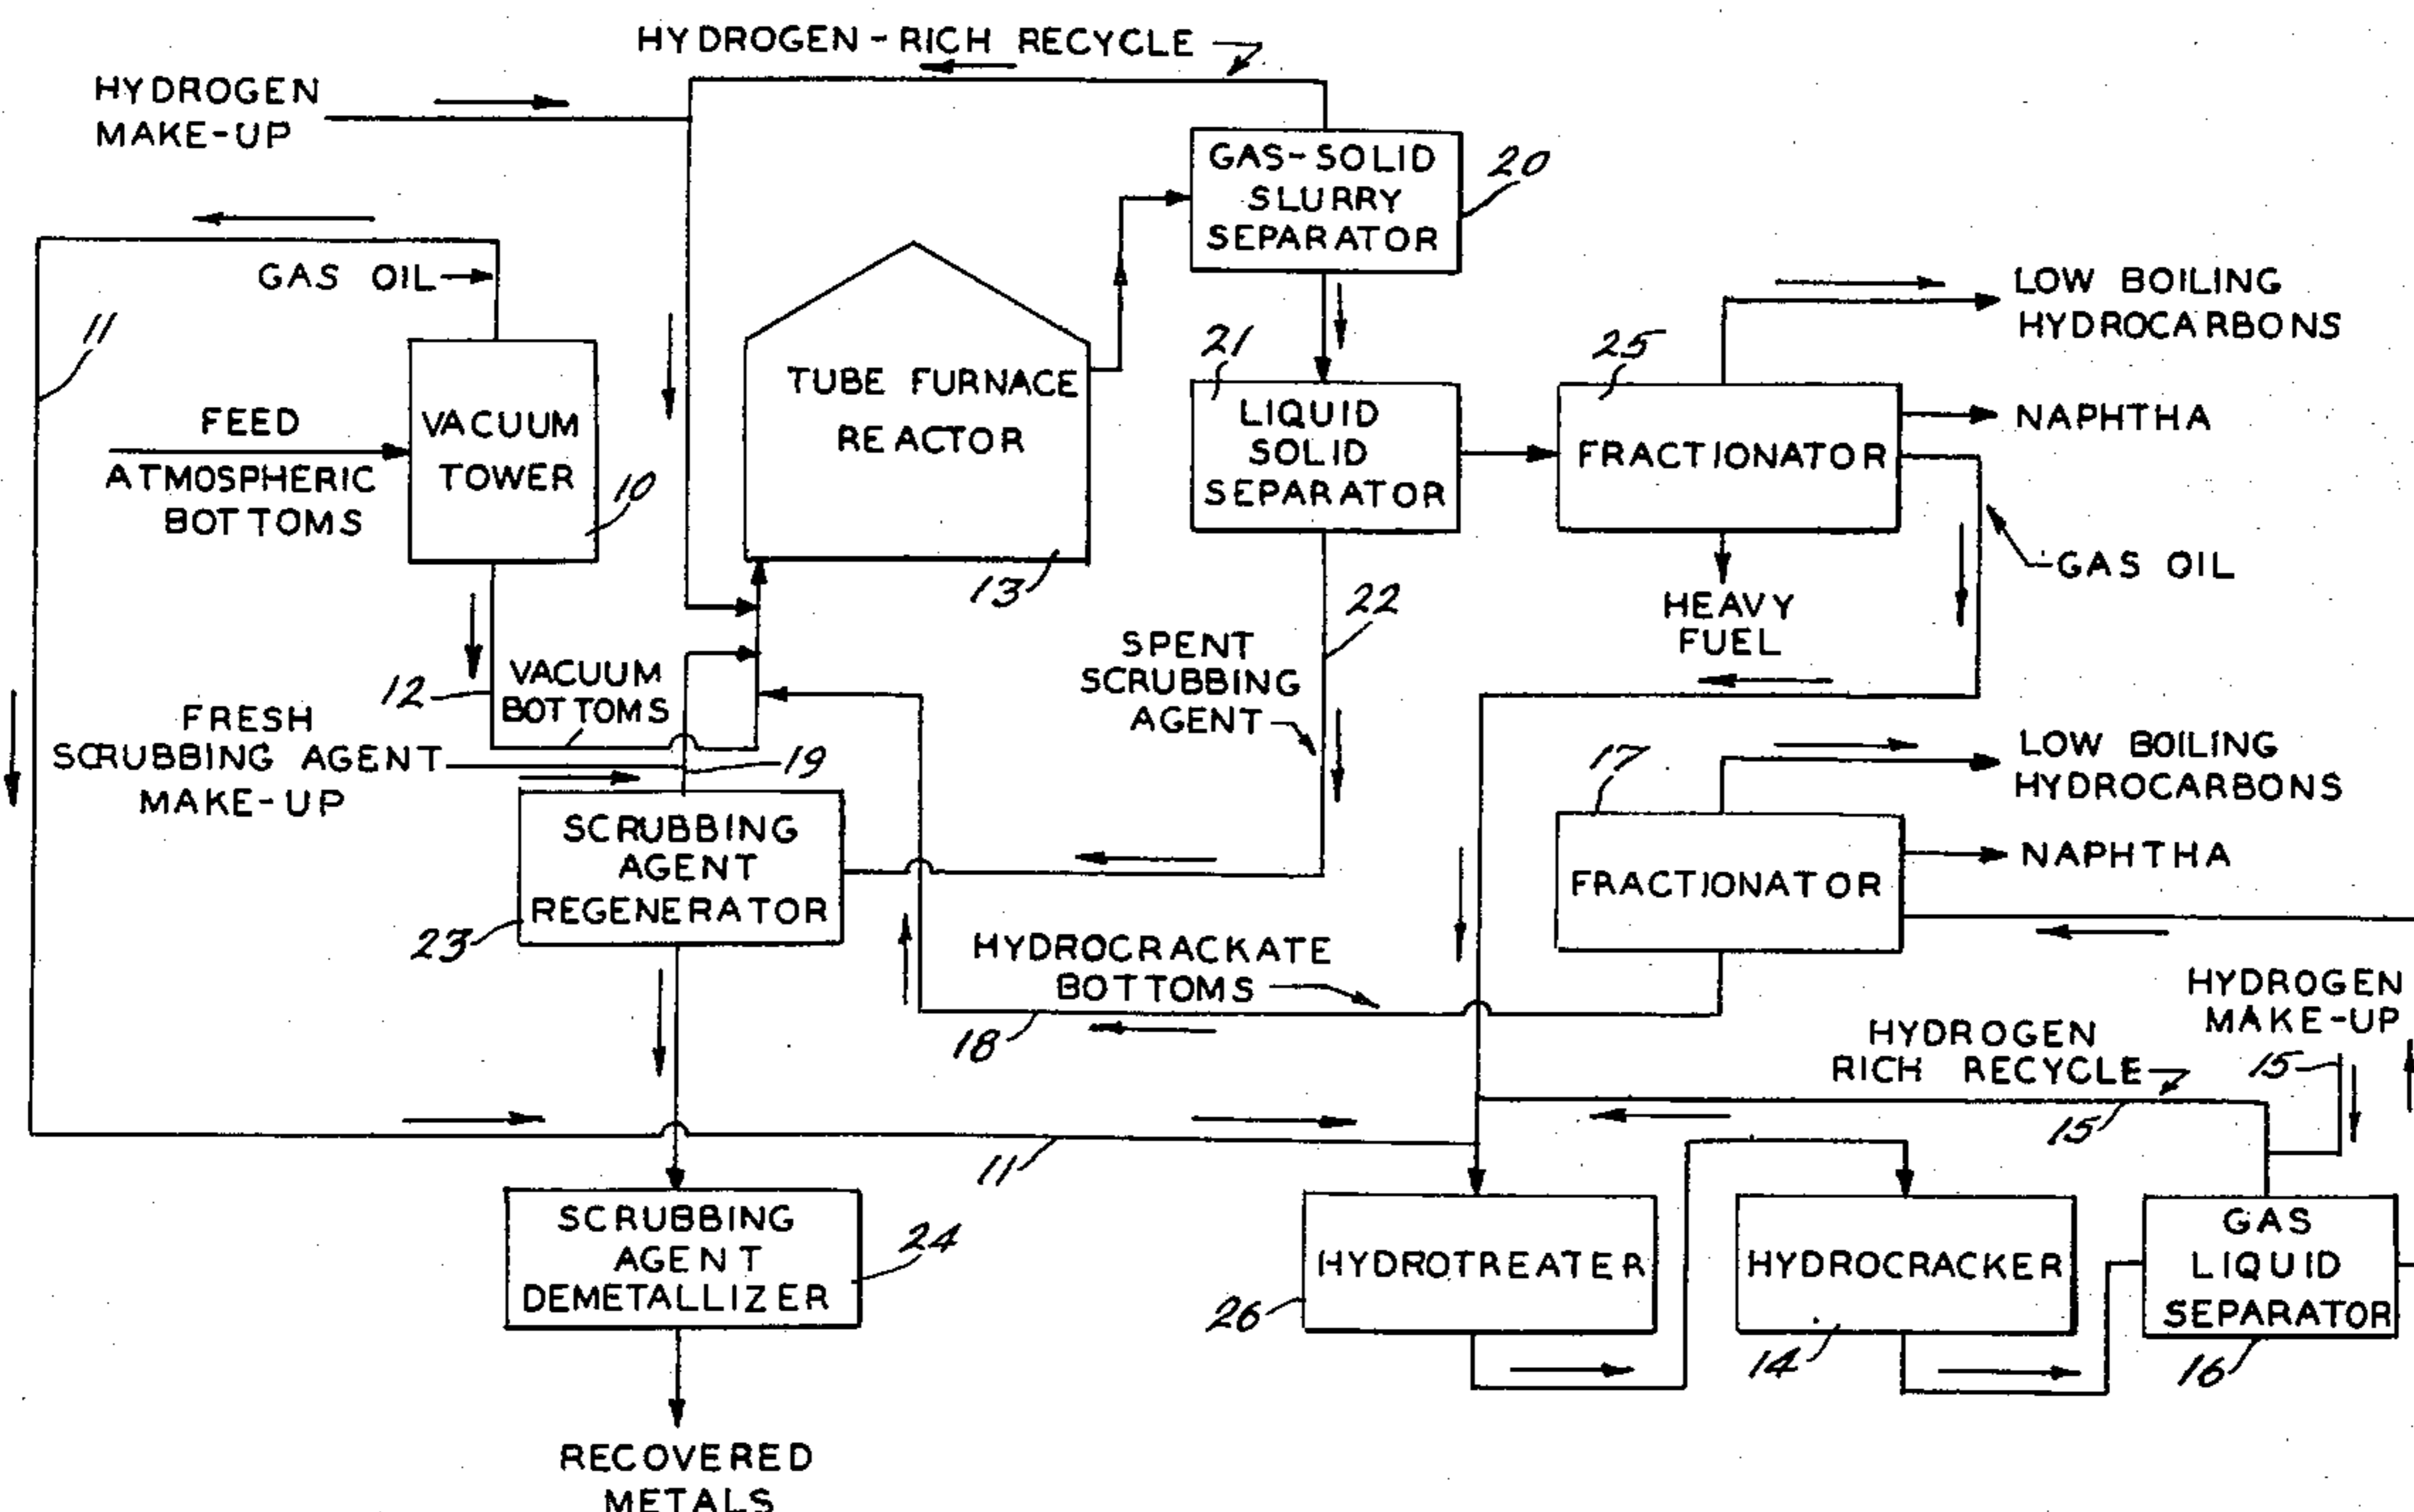 HYDROGEN-RICH RECYCLE
HYDROGEN
MAKE-UP
GAS-SOLID
SLURRY
SEPARATOR
20
GAS OIL
11
LOW BOILING
HYDROCARBONS
21
25
TUBE FURNACE
REACTOR
FEED
ATMOSPHERIC
BOTTOMS
VACUUM
TOWER
10
LIQUID
SOLID
SEPARATOR
FRACTIONATOR
NAPHTHA
13
22
GAS OIL
HEAVY
FUEL
SPENT
SCRUBBING
AGENT
12
VACUUM
BOTTOMS
FRESH
SCRUBBING AGENT
MAKE-UP
19
17
LOW BOILING
HYDROCARBONS
SCRUBBING
AGENT
REGENERATOR
23
FRACTIONATOR
NAPHTHA
HYDROCRACKATE
BOTTOMS
18
HYDROGEN
MAKE-UP
15
HYDROGEN
RICH RECYCLE
15
11
SCRUBBING
AGENT
DEMETALLIZER
24
HYDROTREATER
26
HYDROCRACKER
14
GAS
LIQUID
SEPARATOR
16
RECOVERED
METALS